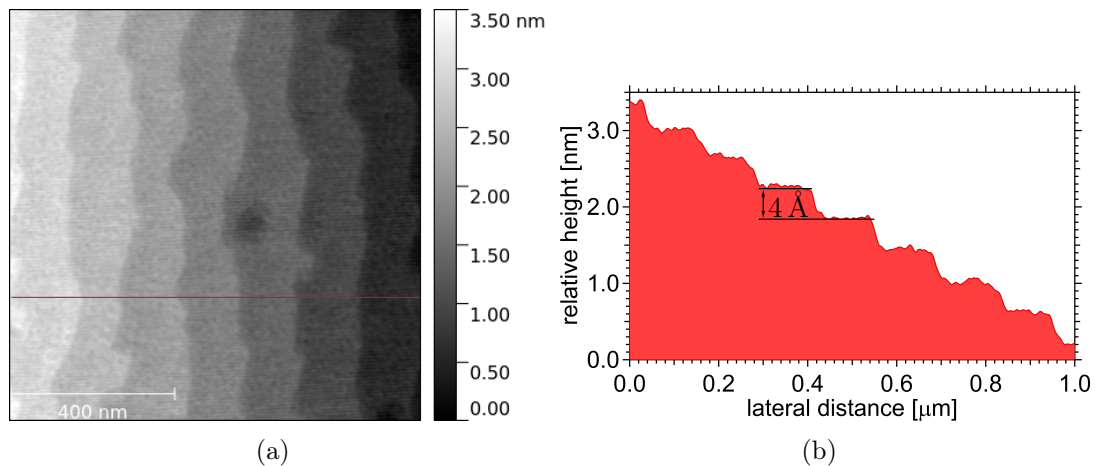 3.50 nm
3.00
2.50
2.00
1.50
1.00
0.50
0.00
400 nm
(a)
relative height [nm]
3.0
2.0
1.0
0.0
4 Å
0.0 0.2 0.4 0.6 0.8 1.0
lateral distance [μm]
(b)